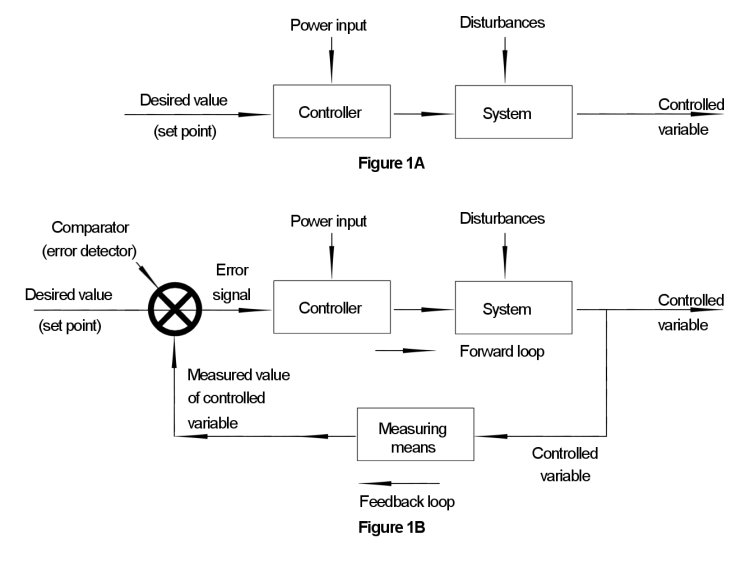 Power input
Disturbances
Desired value
(set point)
Controller
System
Controlled
variable
Figure 1A
Comparator
(error detector)
Power input
Disturbances
Error
signal
Desired value
(set point)
Controller
System
Controlled
variable
Forward loop
Measured value
of controlled
variable
Measuring
means
Controlled
variable
Feedback loop
Figure 1B